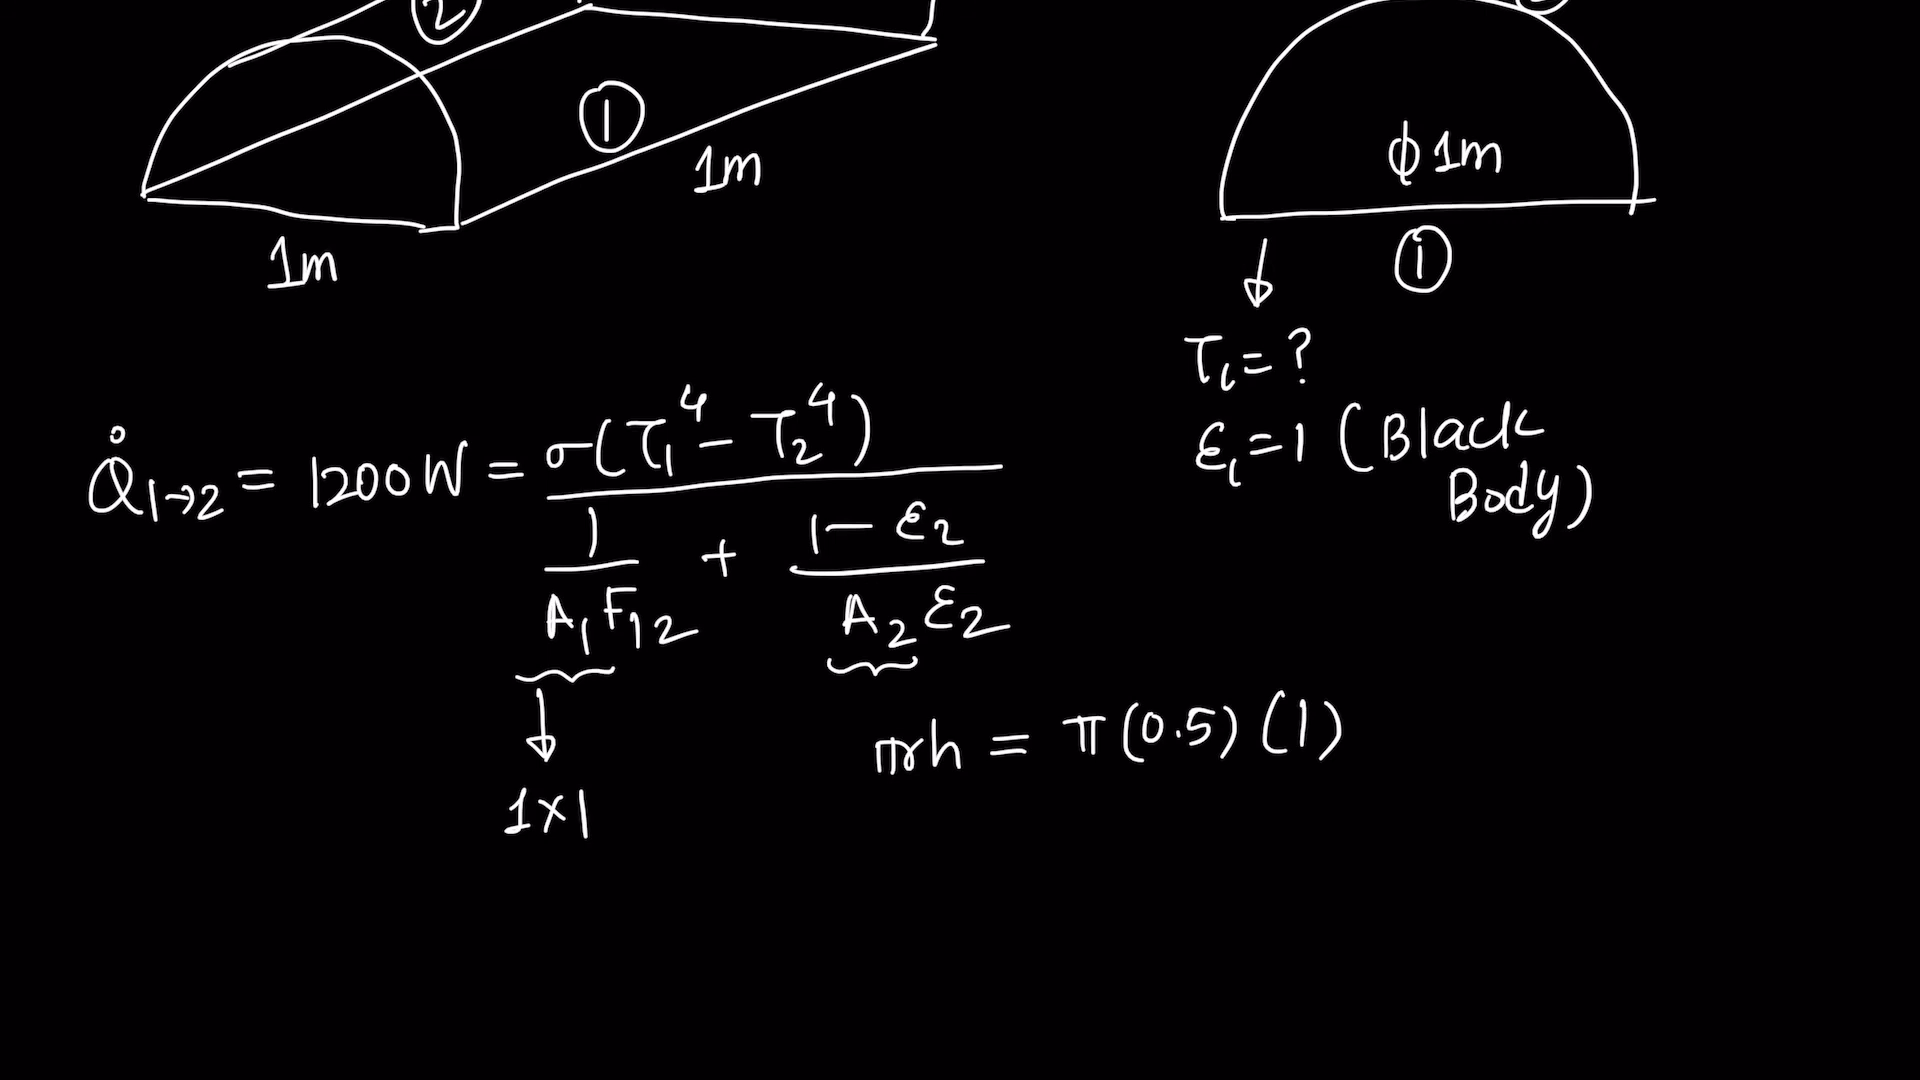 ②
①
1m
1m
ϕ 1m
①
T₁ = ?
ε₁ = 1 (Black Body)
Q̇₁→₂ = 1200 W = σ(T₁⁴ − T₂⁴)
1 / A₁F₁₂ + 1 − ε₂ / A₂ε₂
1×1
πrh = π(0.5)(1)